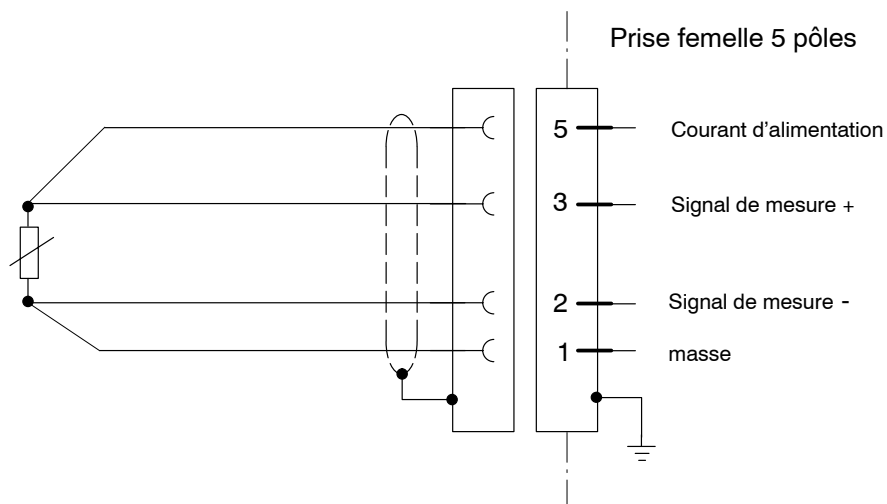 Prise femelle 5 pôles
5 Courant d'alimentation
3 Signal de mesure +
2 Signal de mesure -
1 masse